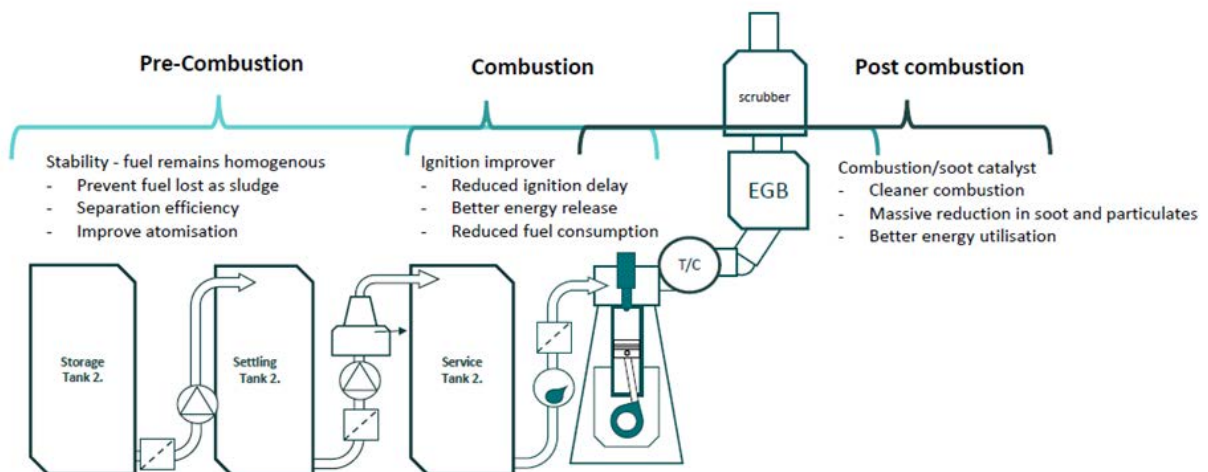 Pre-Combustion
Combustion
Post combustion
scrubber
Stability - fuel remains homogenous
- Prevent fuel lost as sludge
- Separation efficiency
- Improve atomisation
Ignition improver
- Reduced ignition delay
- Better energy release
- Reduced fuel consumption
EGB
Combustion/soot catalyst
- Cleaner combustion
- Massive reduction in soot and particulates
- Better energy utilisation
T/C
Storage
Tank 2.
Settling
Tank 2.
Service
Tank 2.